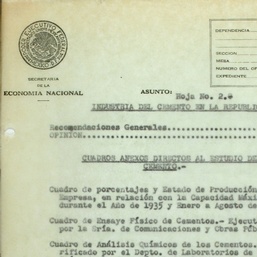 DEPENDENCIA
SECCION
MESA
NUMERO DEL OF
EXPEDIENTE
SECRETARIA
DE LA
ECONOMIA NACIONAL
ASUNTO: Hoja No. 2.
INDUSTRIA DEL CEMENTO EN LA REPUBLI
Recomendaciones Generales.
OPINION.
CUADROS ANEXOS DIRECTOS AL ESTUDIO DE
CEMENTO.-
Cuadro de porcentajes y Estado de Producción
Empresa, en relación con la Capacidad Máxi
durante el Año de 1935 y Enero a Agosto de
Cuadro de Ensaye Físico de Cementos.- Ejecut
por la Sría. de Comunicaciones y Obras Públ
Cuadro de Análisis Químicos de los Cementos.
rificado por el Depto. de Laboratorios de